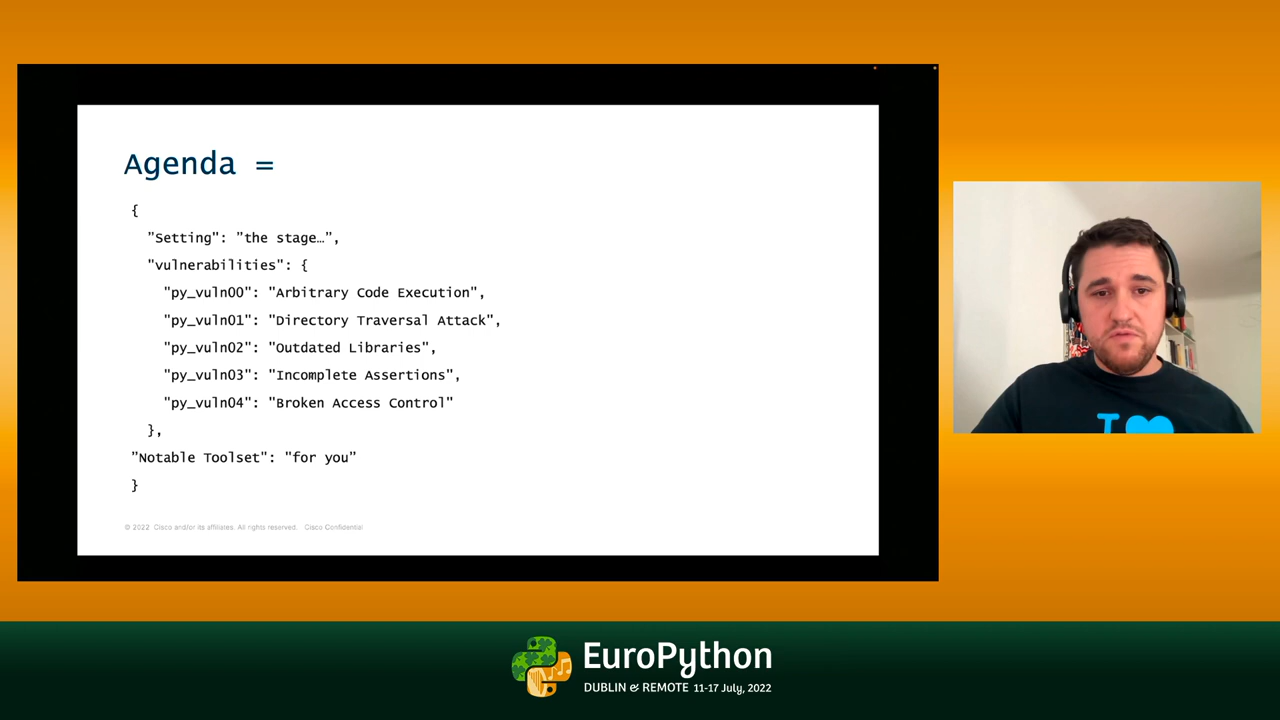 Agenda =
{
"Setting": "the stage…",
"vulnerabilities": {
"py_vuln00": "Arbitrary Code Execution",
"py_vuln01": "Directory Traversal Attack",
"py_vuln02": "Outdated Libraries",
"py_vuln03": "Incomplete Assertions",
"py_vuln04": "Broken Access Control"
},
"Notable Toolset": "for you”
}
© 2022 Cisco and/or its affiliates. All rights reserved. Cisco Confidential
I
EuroPython
DUBLIN & REMOTE 11-17 July, 2022